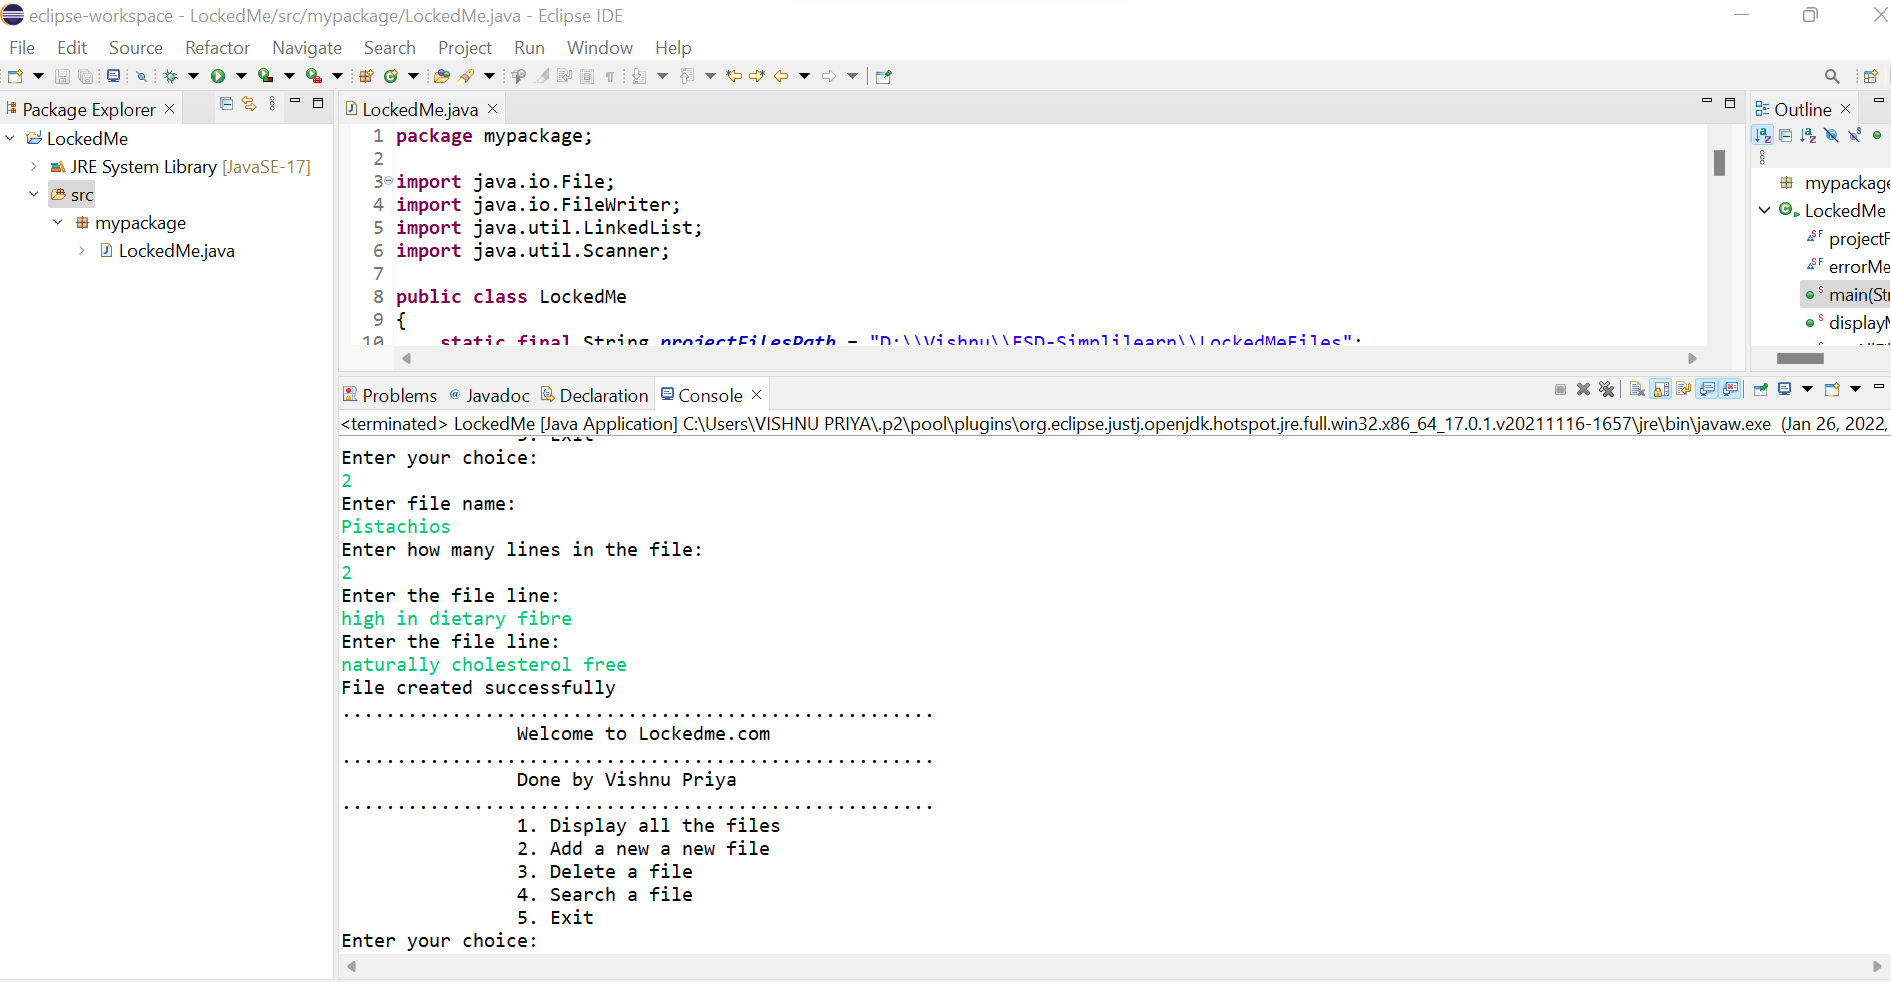 eclipse-workspace - LockedMe/src/mypackage/LockedMe.java - Eclipse IDE
File Edit Source Refactor Navigate Search Project Run Window Help
Package Explorer
LockedMe
JRE System Library [JavaSE-17]
src
mypackage
LockedMe.java
LockedMe.java
1 package mypackage;
2
3 import java.io.File;
4 import java.io.FileWriter;
5 import java.util.LinkedList;
6 import java.util.Scanner;
7
8 public class LockedMe
9 {
10 static final String projectFilesPath = "D:\\Vishnu\\FSD-Simplilearn\\LockedMeFiles";
Outline
mypackage
LockedMe
projectF
errorMe
main(Str
displayM
Problems Javadoc Declaration Console
<terminated> LockedMe [Java Application] C:\Users\VISHNU PRIYA\.p2\pool\plugins\org.eclipse.justj.openjdk.hotspot.jre.full.win32.x86_64_17.0.1.v20211116-1657\jre\bin\javaw.exe (Jan 26, 2022,
5. Exit
Enter your choice:
2
Enter file name:
Pistachios
Enter how many lines in the file:
2
Enter the file line:
high in dietary fibre
Enter the file line:
naturally cholesterol free
File created successfully
......................................................
Welcome to Lockedme.com
......................................................
Done by Vishnu Priya
......................................................
1. Display all the files
2. Add a new a new file
3. Delete a file
4. Search a file
5. Exit
Enter your choice: